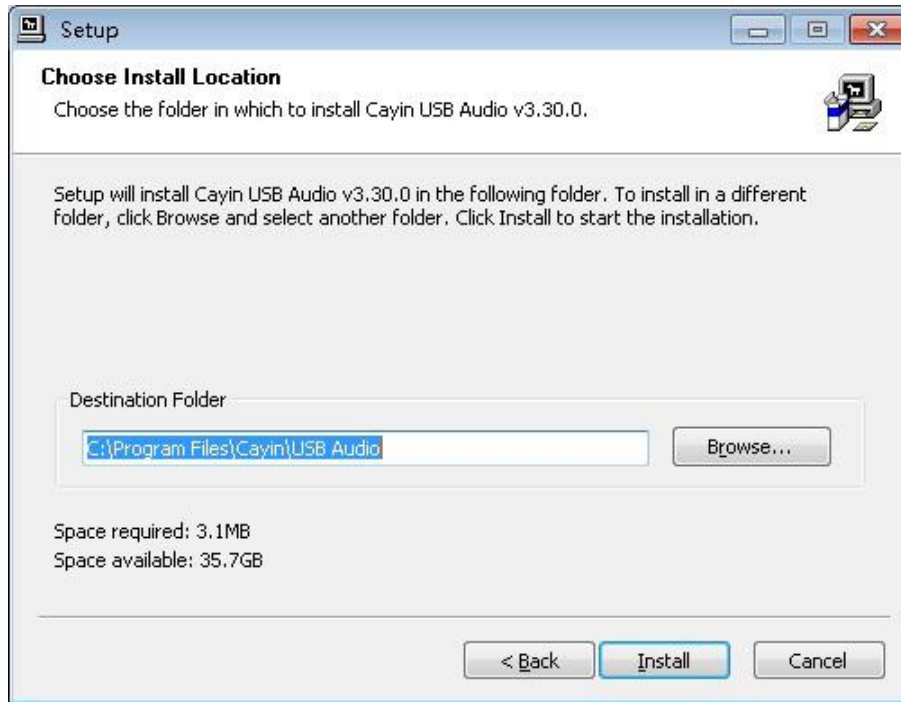 Setup
Choose Install Location
Choose the folder in which to install Cayin USB Audio v3.30.0.
Setup will install Cayin USB Audio v3.30.0 in the following folder. To install in a different
folder, click Browse and select another folder. Click Install to start the installation.
Destination Folder
C:\Program Files\Cayin\USB Audio
Browse...
Space required: 3.1MB
Space available: 35.7GB
< Back
Install
Cancel